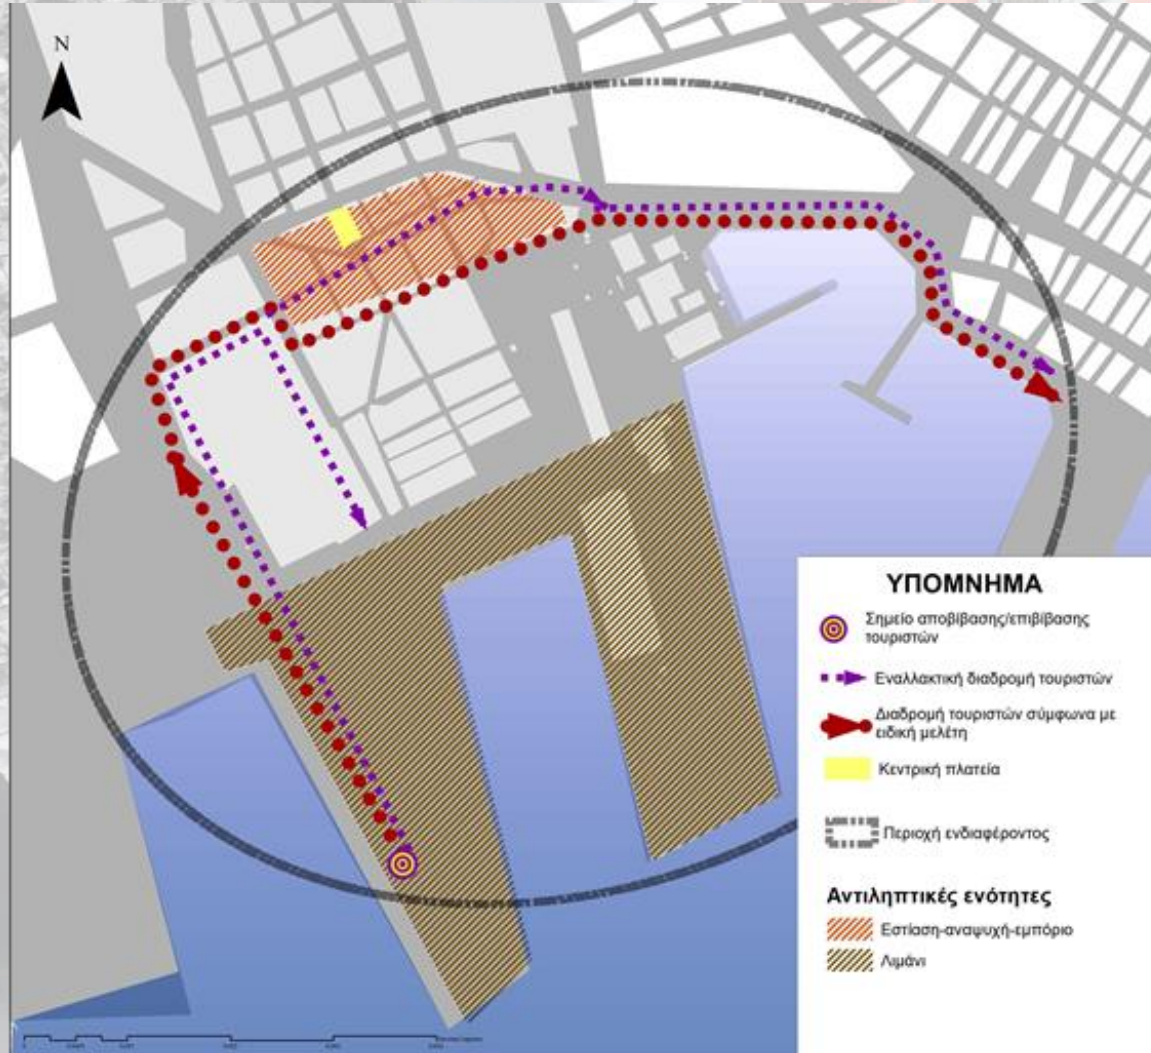 N
ΥΠΟΜΝΗΜΑ
Σημείο αποβίβασης/επιβίβασης
τουριστών
Εναλλακτική διαδρομή τουριστών
Διαδρομή τουριστών σύμφωνα με
ειδική μελέτη
Κεντρική πλατεία
Περιοχή ενδιαφέροντος
Αντιληπτικές ενότητες
Εστίαση-αναψυχή-εμπόριο
Λιμάνι